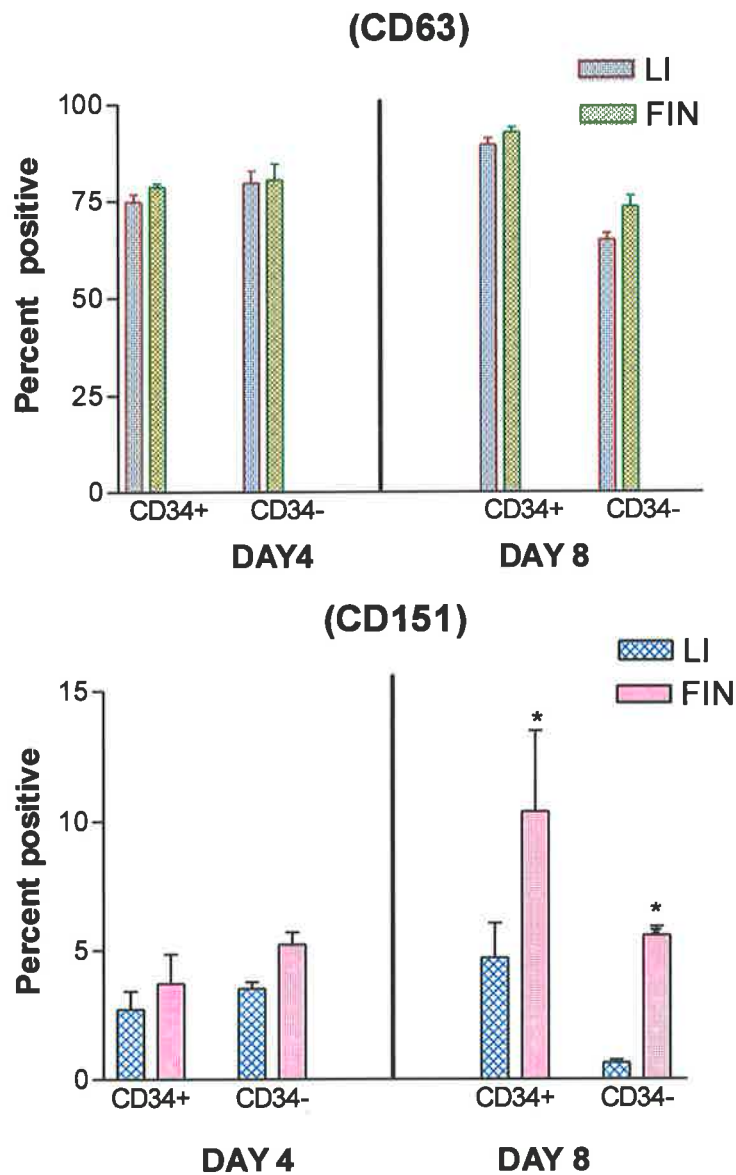 (CD63)
LI
FIN
100
75
50
25
0
Percent positive
CD34+ CD34- CD34+ CD34-
DAY4 DAY 8
(CD151)
LI
FIN
15
10
5
0
Percent positive
*
*
CD34+ CD34- CD34+ CD34-
DAY 4 DAY 8